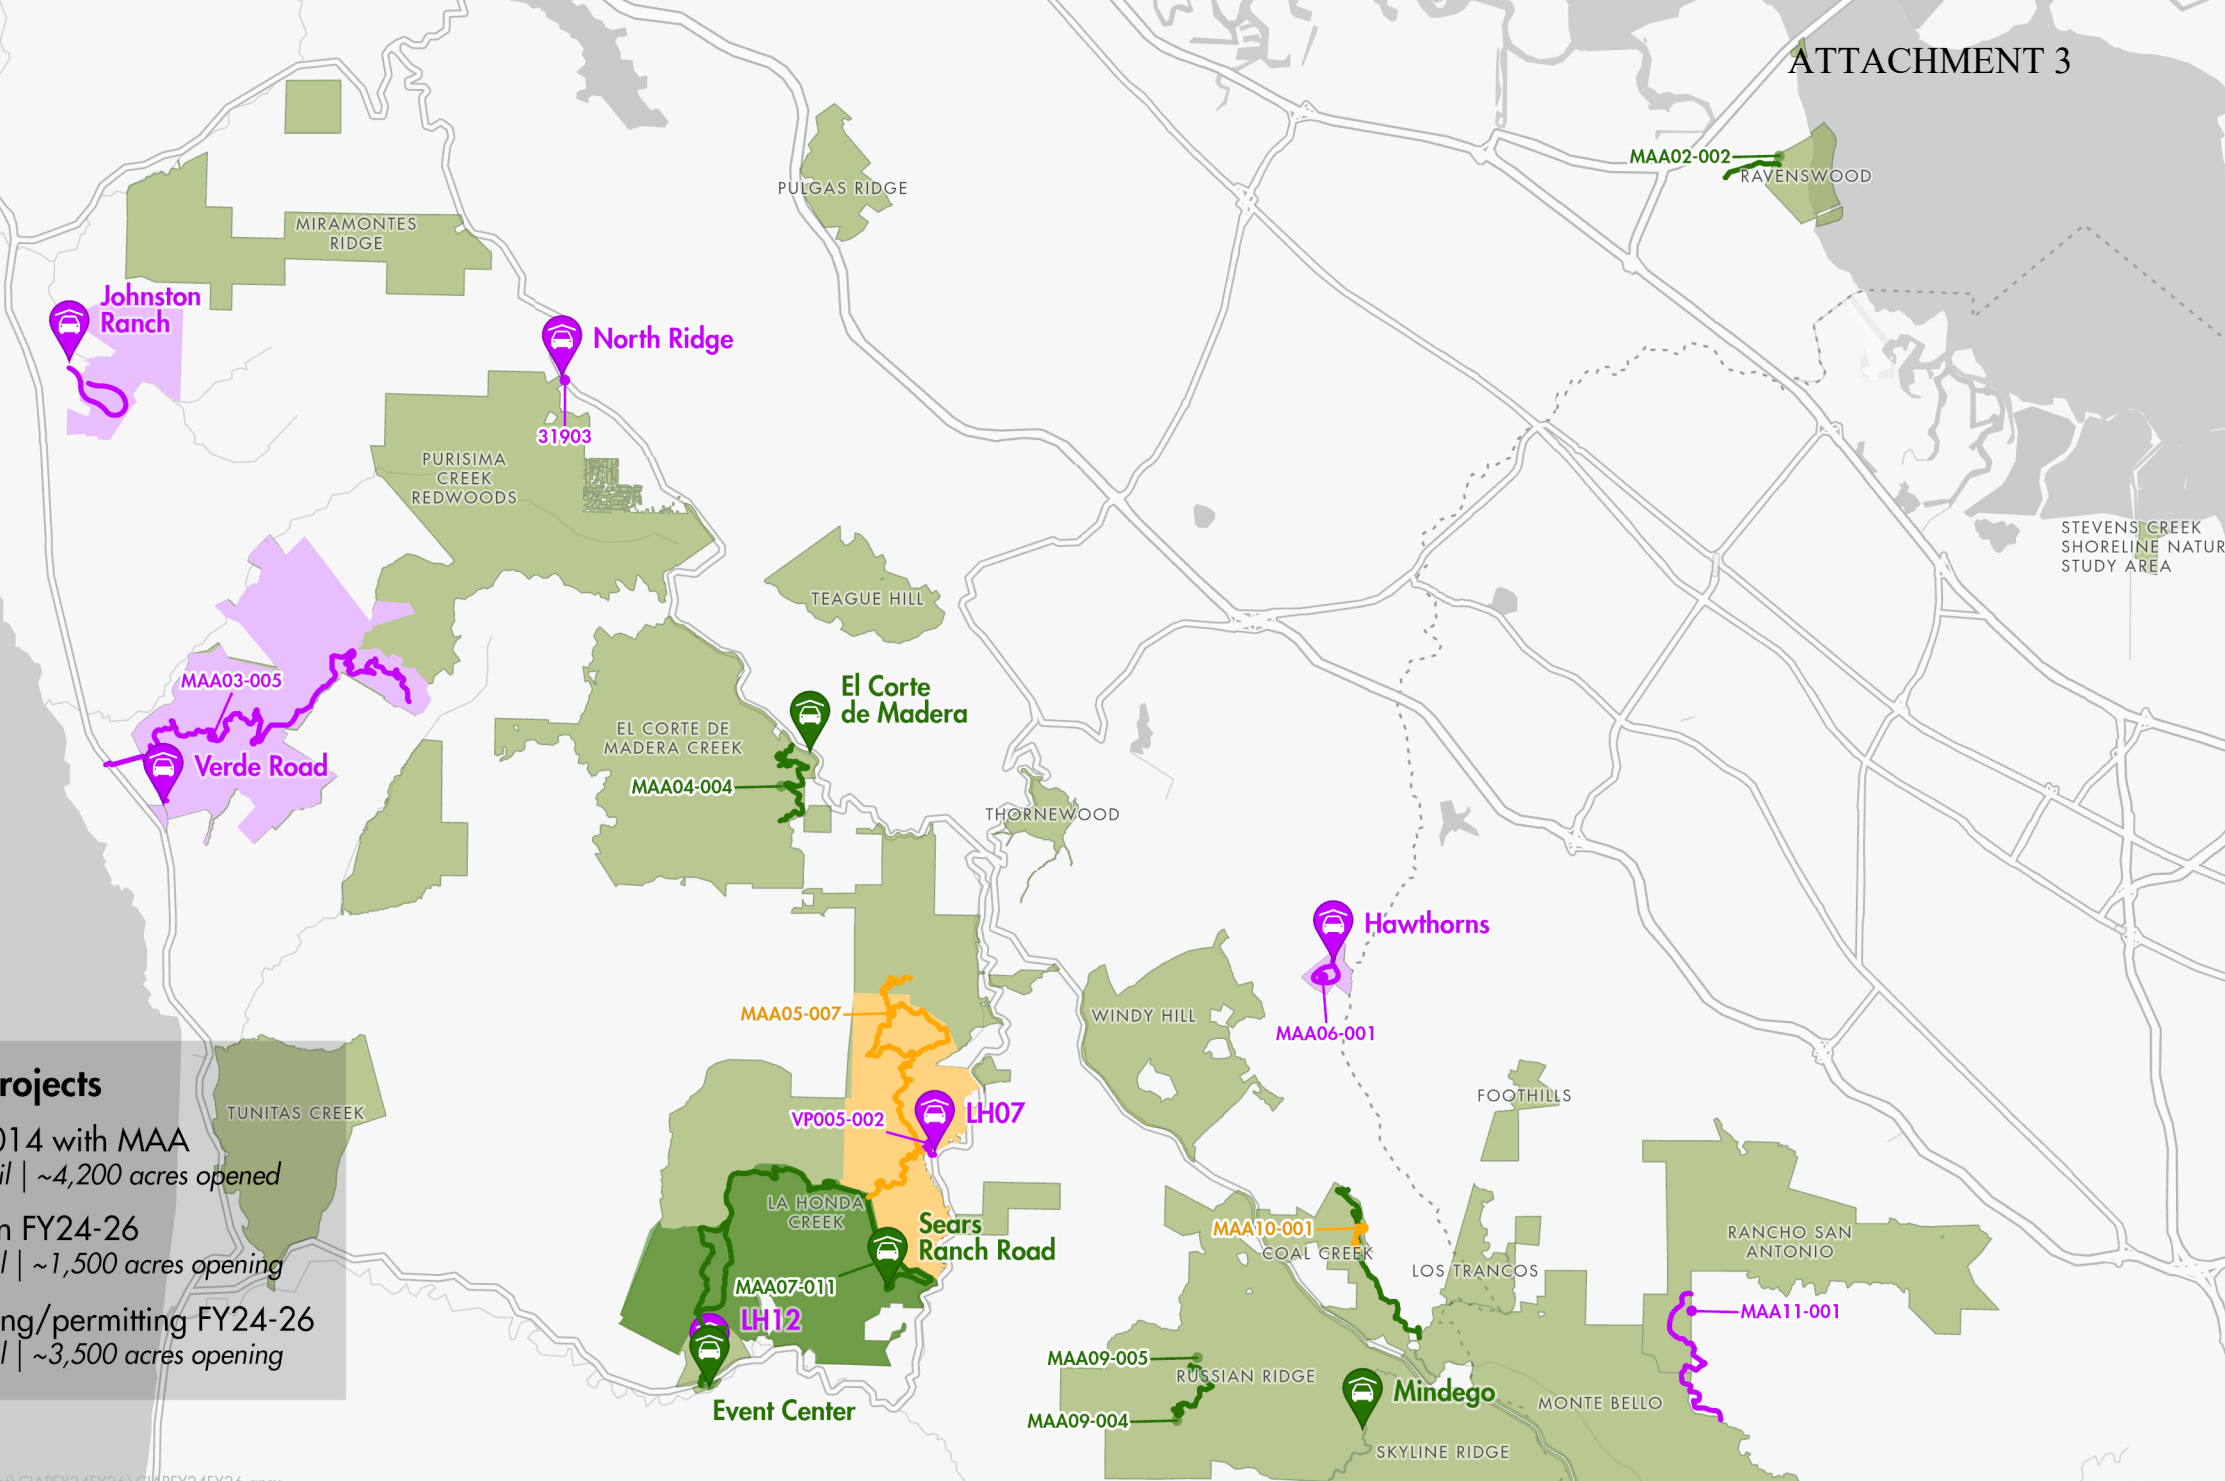 ATTACHMENT 3
MAA02-002
RAVENSWOOD
PULGAS RIDGE
MIRAMONTES
RIDGE
Johnston
Ranch
North Ridge
31903
PURISIMA
CREEK
REDWOODS
STEVENS CREEK
SHORELINE NATUR
STUDY AREA
TEAGUE HILL
MAA03-005
Verde Road
El Corte
de Madera
EL CORTE DE
MADERA CREEK
MAA04-004
THORNEWOOD
Hawthorns
MAA06-001
MAA05-007
WINDY HILL
VP005-002
LH07
FOOTHILLS
TUNITAS CREEK
rojects
014 with MAA
il | ~4,200 acres opened
n FY24-26
l | ~1,500 acres opening
ng/permitting FY24-26
l | ~3,500 acres opening
LA HONDA
CREEK
Sears
Ranch Road
MAA07-011
LH12
Event Center
MAA10-001
COAL CREEK
LOS TRANCOS
RANCHO SAN
ANTONIO
MAA11-001
MAA09-005
RUSSIAN RIDGE
MAA09-004
Mindego
MONTE BELLO
SKYLINE RIDGE